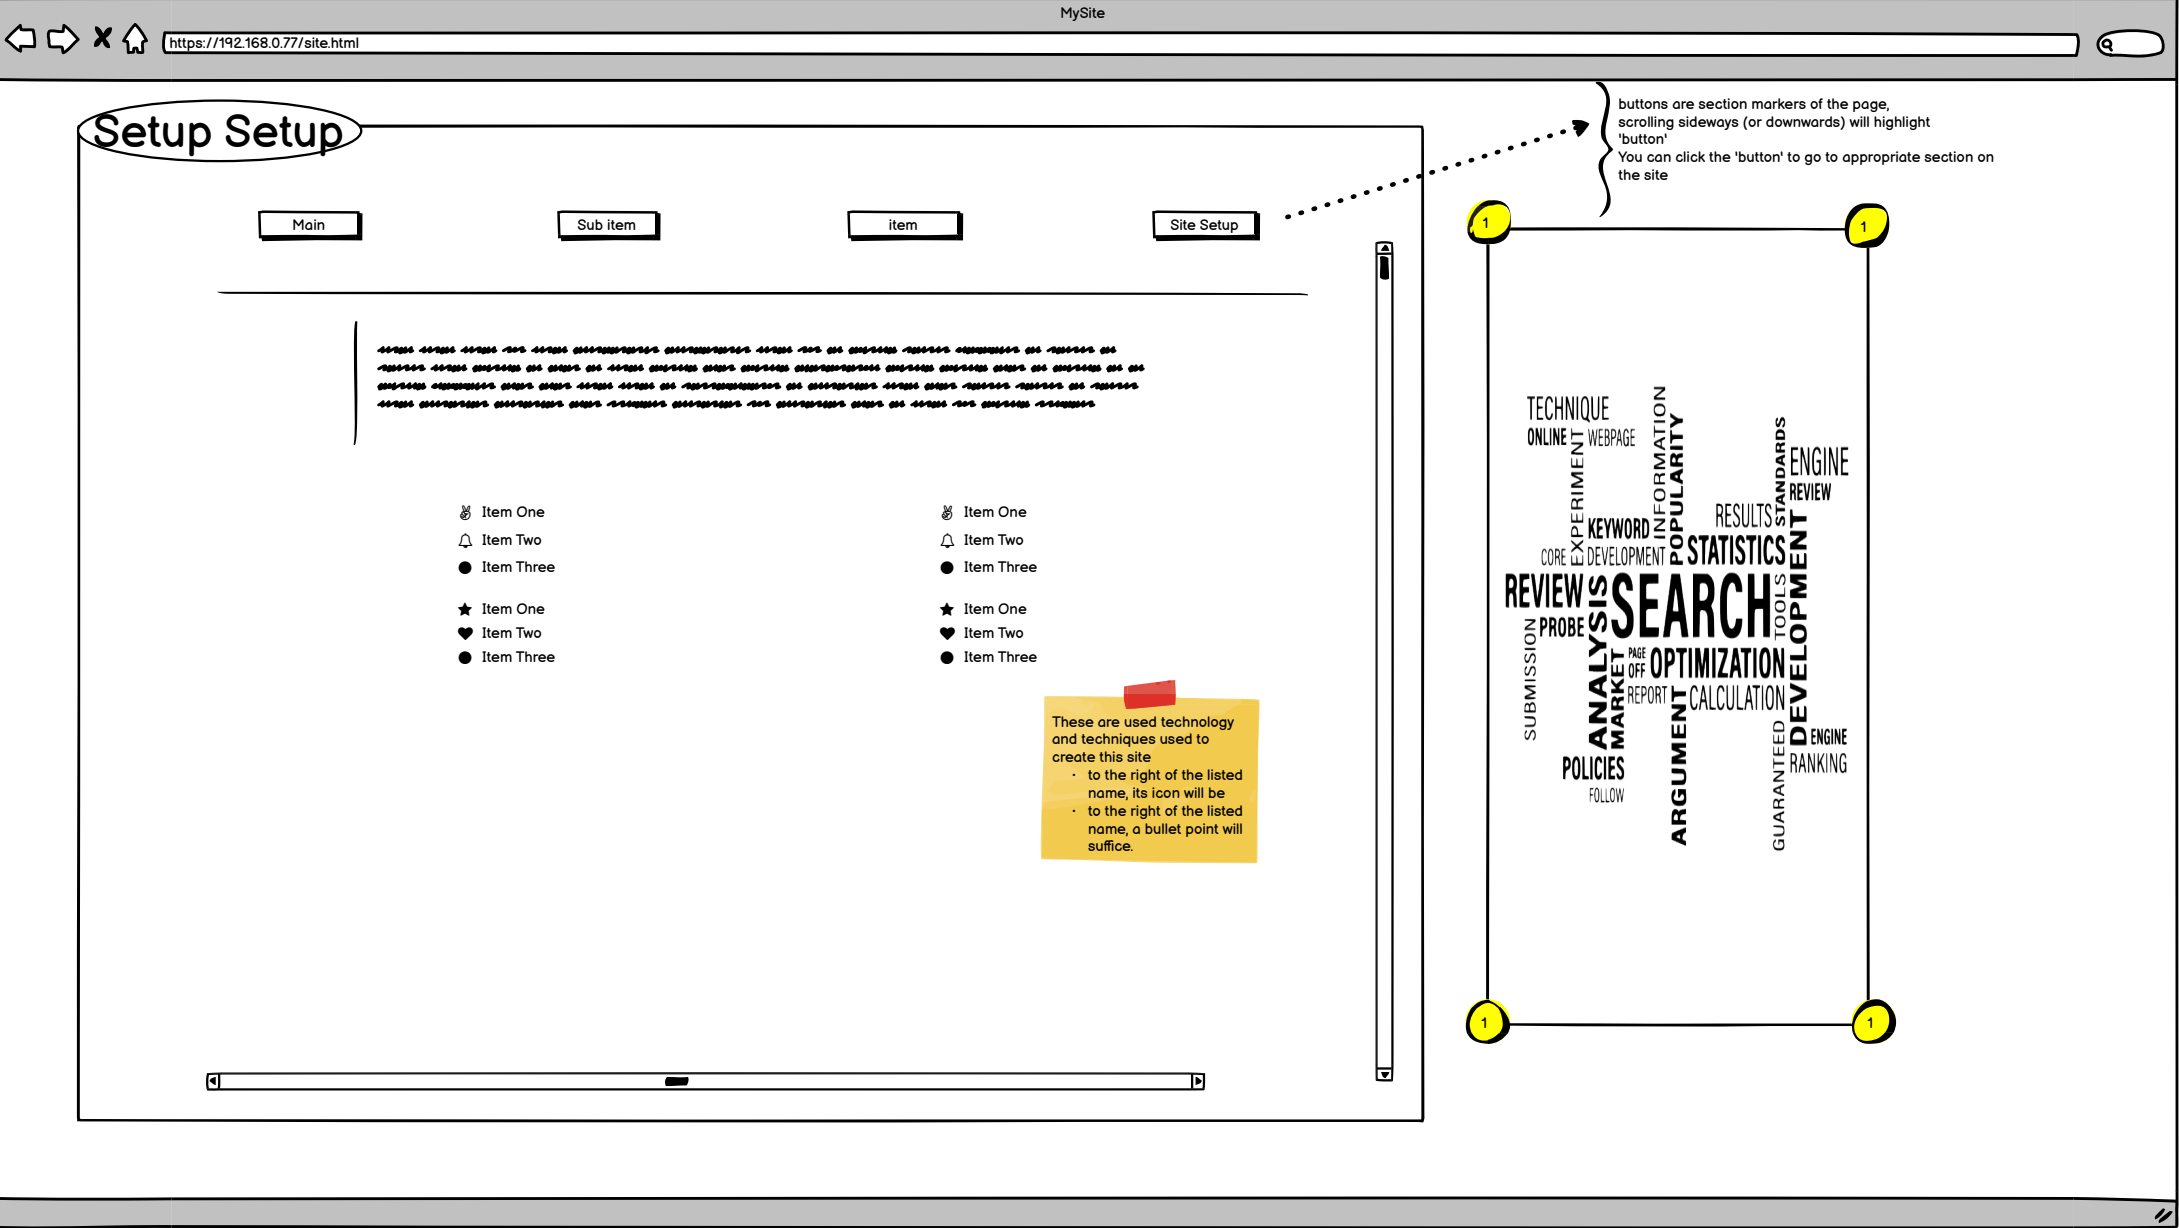 MySite
https://192.168.0.77/site.html
Setup Setup
buttons are section markers of the page,
scrolling sideways (or downwards) will highlight
'button'
You can click the 'button' to go to appropriate section on
the site
Main
Sub item
item
Site Setup
Item One
Item Two
Item Three
Item One
Item Two
Item Three
Item One
Item Two
Item Three
Item One
Item Two
Item Three
These are used technology
and techniques used to
create this site
· to the right of the listed
name, its icon will be
· to the right of the listed
name, a bullet point will
suffice.
1
1
TECHNIQUE
ONLINE
WEBPAGE
EXPERIMENT
INFORMATION
POPULARITY
STANDARDS
ENGINE
REVIEW
RESULTS
KEYWORD
CORE
DEVELOPMENT
STATISTICS
DEVELOPMENT
REVIEW
SEARCH
TOOLS
PROBE
ANALYSIS
SUBMISSION
MARKET
PAGE
OFF
OPTIMIZATION
REPORT
CALCULATION
ARGUMENT
GUARANTEED
ENGINE
RANKING
POLICIES
FOLLOW
1
1